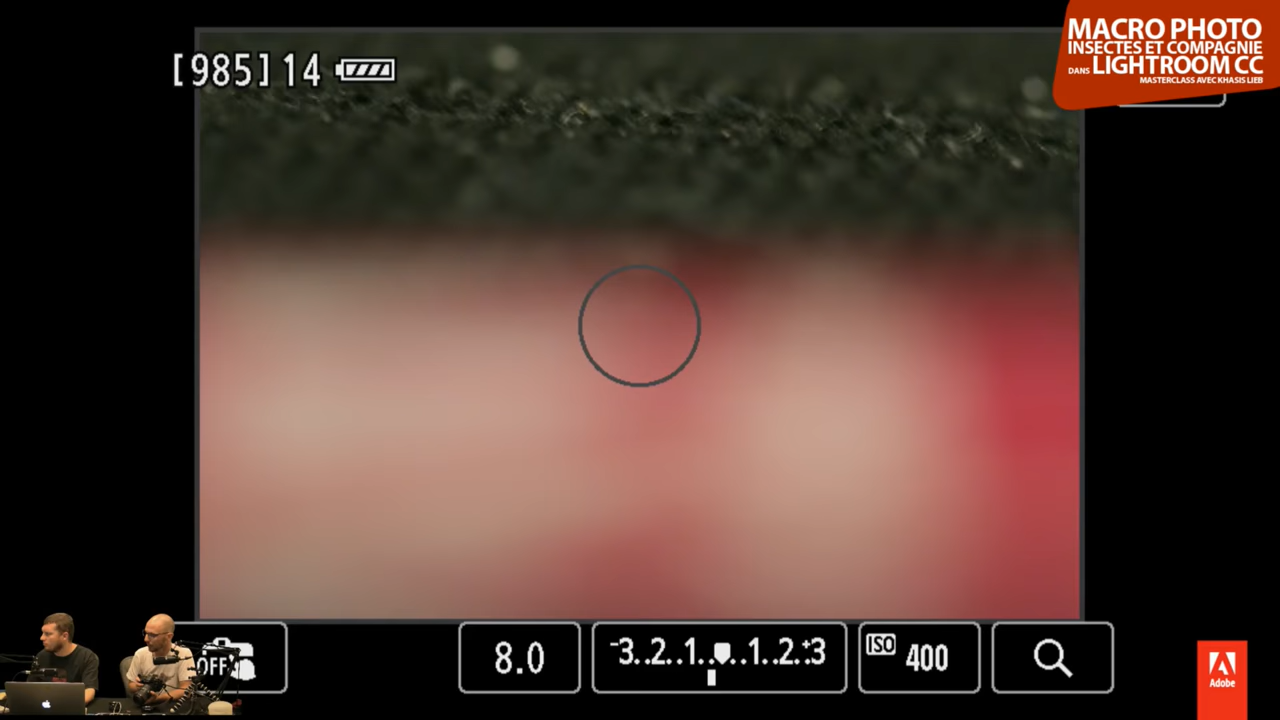 MACRO PHOTO
INSECTES ET COMPAGNIE
DANS LIGHTROOM CC
MASTERCLASS AVEC KHASIS LIEB
[985]14
OFF
8.0
-3..2..1...1..2.+3
ISO 400
Adobe